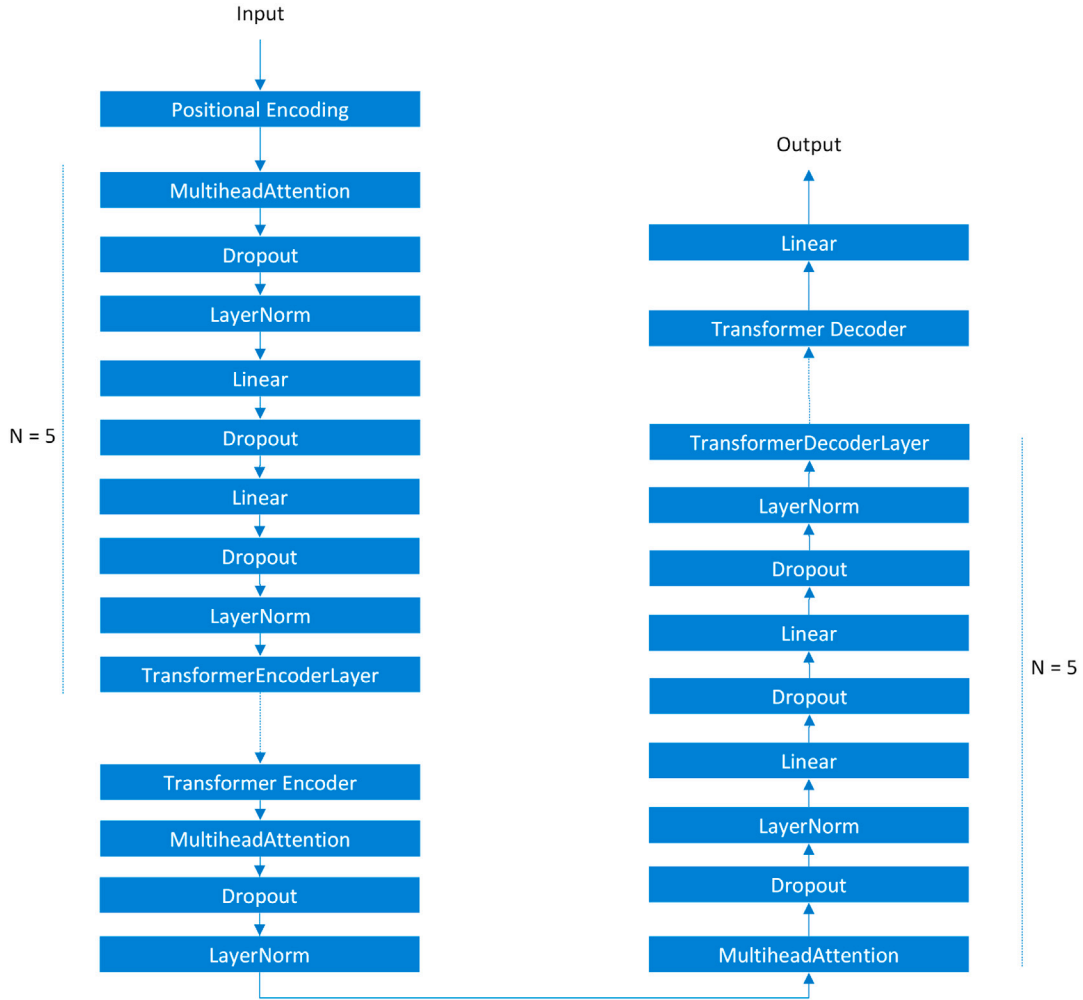 Input
Positional Encoding
MultiheadAttention
Dropout
LayerNorm
Linear
Dropout
Linear
Dropout
LayerNorm
TransformerEncoderLayer
N = 5
Transformer Encoder
MultiheadAttention
Dropout
LayerNorm
Output
Linear
Transformer Decoder
TransformerDecoderLayer
LayerNorm
Dropout
Linear
Dropout
Linear
LayerNorm
Dropout
MultiheadAttention
N = 5